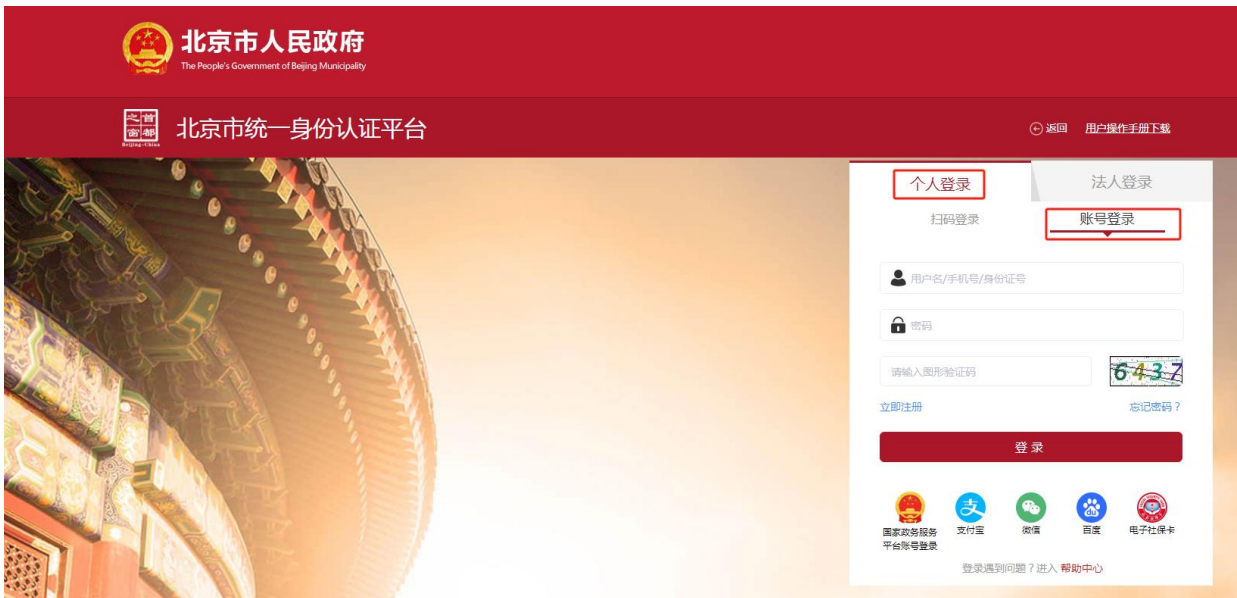 北京市人民政府
The People's Government of Beijing Municipality
首都之窗
Beijing-China
北京市统一身份认证平台
返回 用户操作手册下载
个人登录 法人登录
扫码登录 账号登录
用户名/手机号/身份证号
密码
请输入图形验证码 6437
立即注册 忘记密码？
登 录
国家政务服务平台账号登录 支付宝 微信 百度 电子社保卡
登录遇到问题？进入 帮助中心